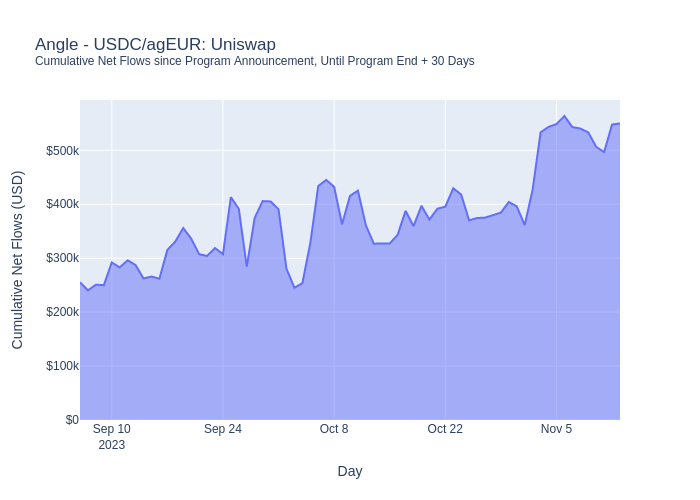 Angle - USDC/agEUR: Uniswap
Cumulative Net Flows since Program Announcement, Until Program End + 30 Days
Cumulative Net Flows (USD)
$500k
$400k
$300k
$200k
$100k
$0
Sep 10
2023
Sep 24
Oct 8
Oct 22
Nov 5
Day